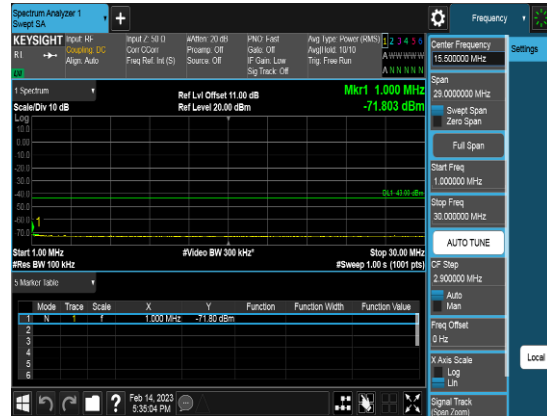 Spectrum Analyzer 1
Swept SA
+
Frequency
KEYSIGHT
R1
LXI
Input: RF
Coupling: DC
Align: Auto
Input Z: 50 Ω
Corr CCorr
Freq Ref: Int (S)
#Atten: 20 dB
Preamp: Off
Source: Off
PNO: Fast
Gate: Off
IF Gain: Low
Sig Track: Off
Avg Type: Power (RMS)
Avg|Hold: 10/10
Trig: Free Run
1 2 3 4 5 6
A W W W W W
A N N N N N
1 Spectrum
Scale/Div 10 dB
Ref Lvl Offset 11.00 dB
Ref Level 20.00 dBm
Mkr1 1.000 MHz
-71.803 dBm
Log
10.0
0.00
-10.0
-20.0
-30.0
-40.0
-50.0
-60.0
-70.0
DL1 -43.00 dBm
1
Start 1.00 MHz
#Res BW 100 kHz
#Video BW 300 kHz*
Stop 30.00 MHz
#Sweep 1.00 s (1001 pts)
5 Marker Table
Mode Trace Scale X Y Function Function Width Function Value
1 N 1 f 1.000 MHz -71.80 dBm
2
3
4
5
6
Feb 14, 2023
5:35:04 PM
Center Frequency
15.500000 MHz
Settings
Span
29.0000000 MHz
Swept Span
Zero Span
Full Span
Start Freq
1.000000 MHz
Stop Freq
30.000000 MHz
AUTO TUNE
CF Step
2.900000 MHz
Auto
Man
Freq Offset
0 Hz
X Axis Scale
Log
Lin
Local
Signal Track
(Span Zoom)